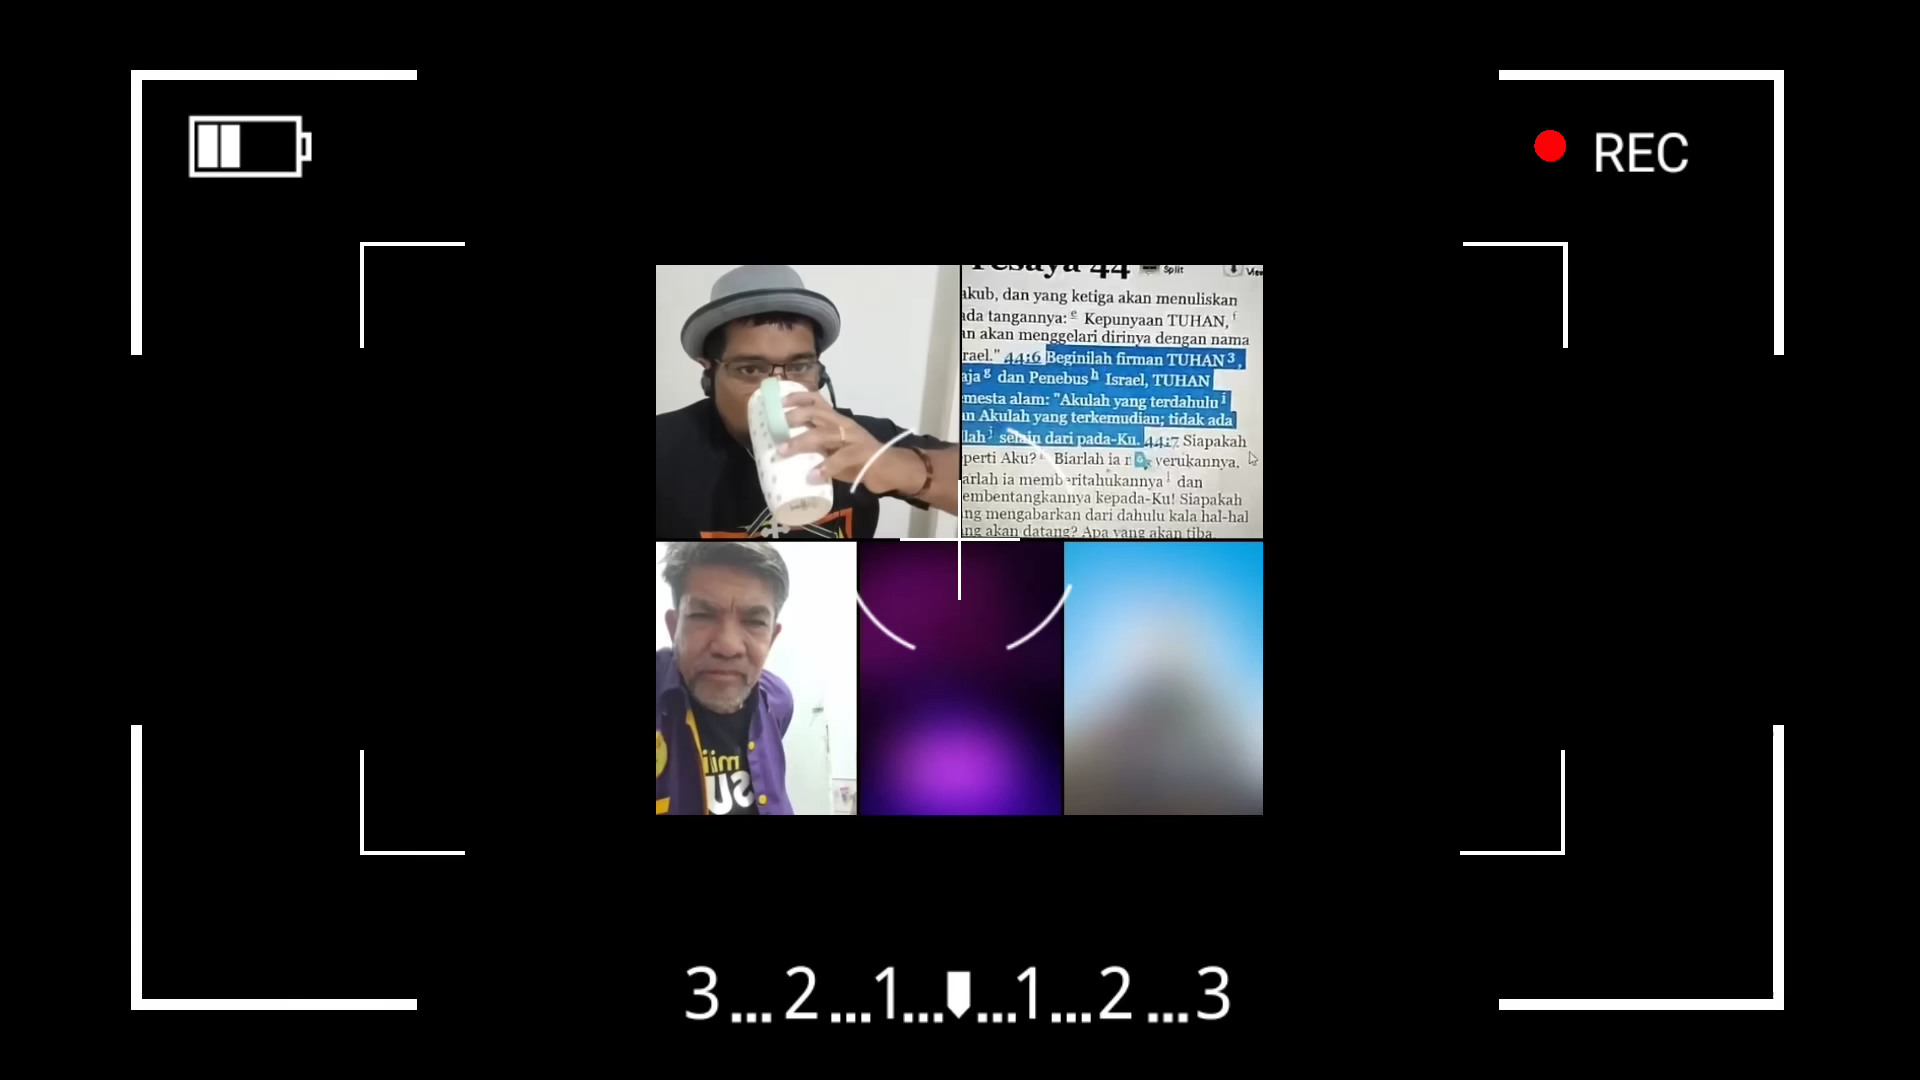 REC
Yesaya 44 Split View
akub, dan yang ketiga akan menuliskan
ada tangannya: e Kepunyaan TUHAN, f
an akan menggelari dirinya dengan nama
rael." 44:6 Beginilah firman TUHAN 3,
aja g dan Penebus h Israel, TUHAN
mesta alam: "Akulah yang terdahulu i
an Akulah yang terkemudian; tidak ada
llah j selain dari pada-Ku. 44:7 Siapakah
perti Aku? Biarlah ia
arlah ia memberitahukannya l dan
embentangkannya kepada-Ku! Siapakah
ng mengabarkan dari dahulu kala hal-hal
ng akan datang? Apa yang akan tiba,
3...2...1...1...2...3